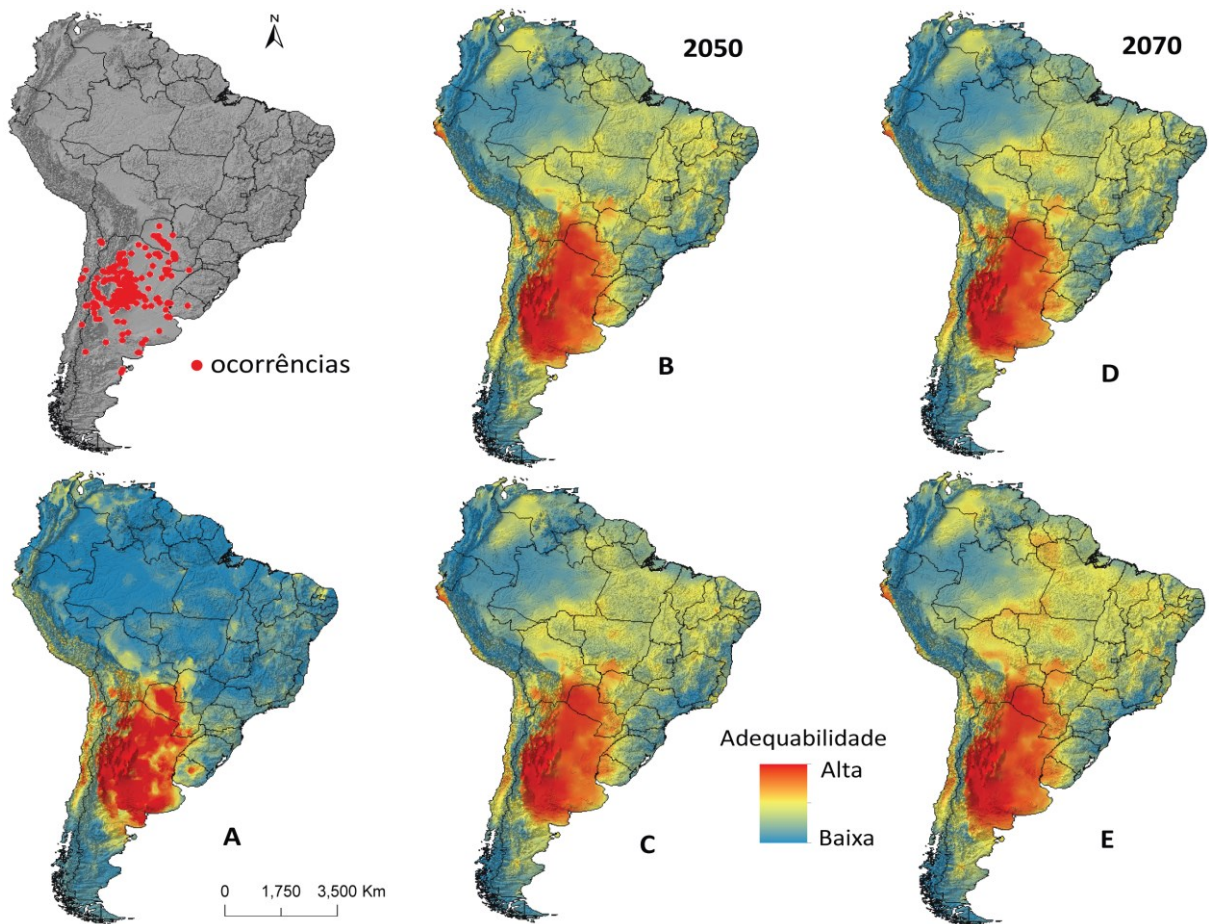 N
2050
2070
ocorrências
B
D
Adequabilidade
Alta
Baixa
A
C
E
0 1,750 3,500 Km